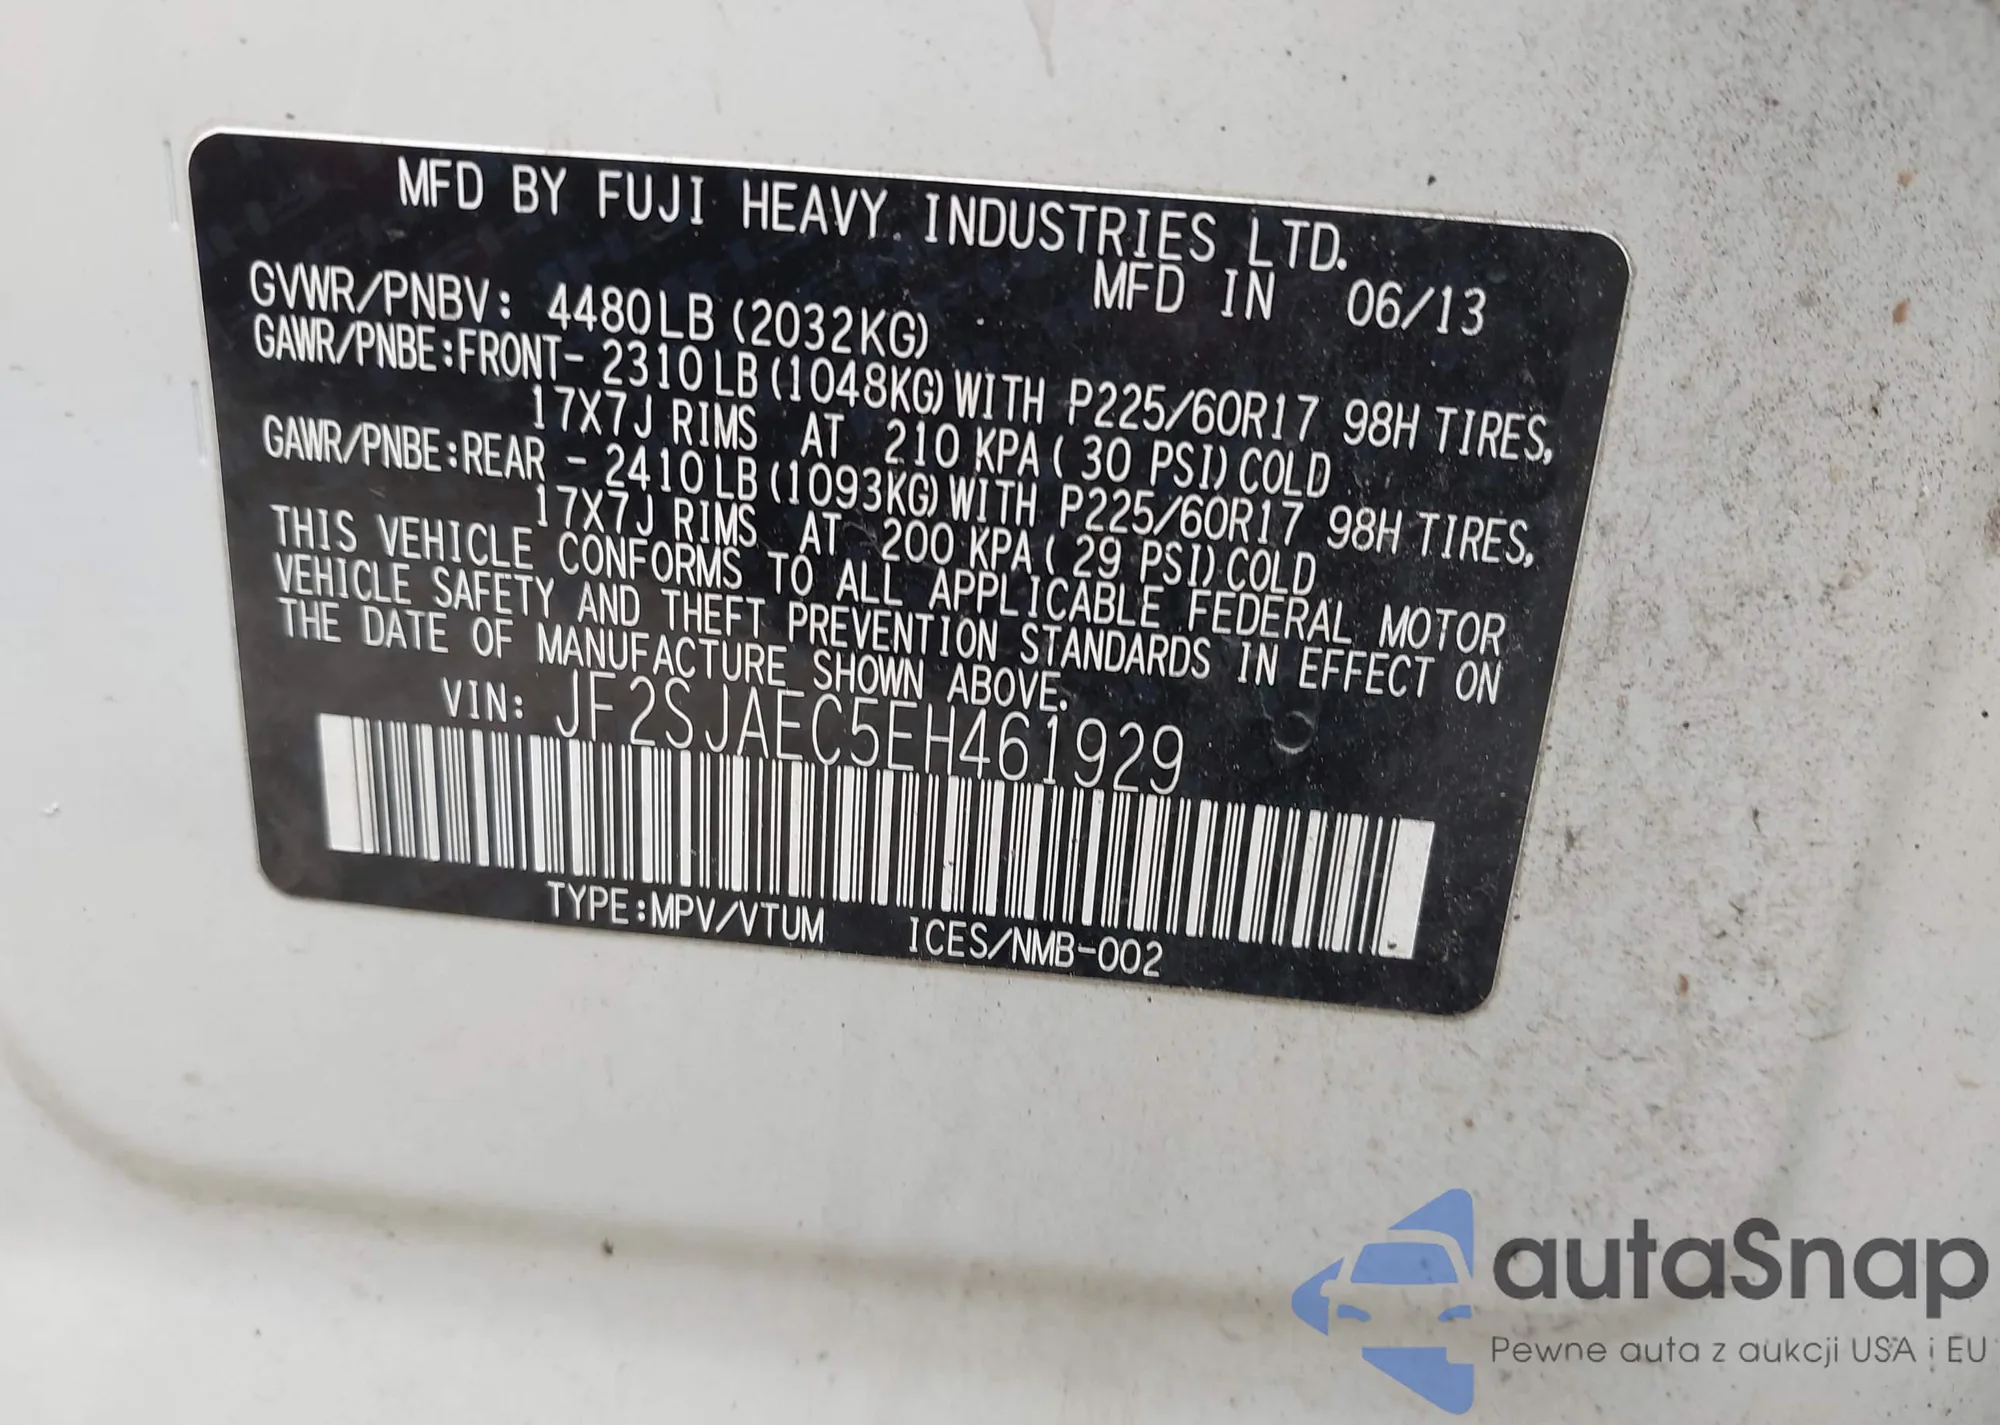 MFD BY FUJI HEAVY INDUSTRIES LTD.
MFD IN 06/13
GVWR/PNBV: 4480LB (2032KG)
GAWR/PNBE:FRONT- 2310LB(1048KG)WITH P225/60R17 98H TIRES,
17X7J RIMS AT 210 KPA( 30 PSI)COLD
GAWR/PNBE:REAR - 2410LB(1093KG)WITH P225/60R17 98H TIRES,
17X7J RIMS AT 200 KPA( 29 PSI)COLD
THIS VEHICLE CONFORMS TO ALL APPLICABLE FEDERAL MOTOR
VEHICLE SAFETY AND THEFT PREVENTION STANDARDS IN EFFECT ON
THE DATE OF MANUFACTURE SHOWN ABOVE.
VIN: JF2SJAEC5EH461929
TYPE:MPV/VTUM ICES/NMB-002
autaSnap
Pewne auta z aukcji USA i EU